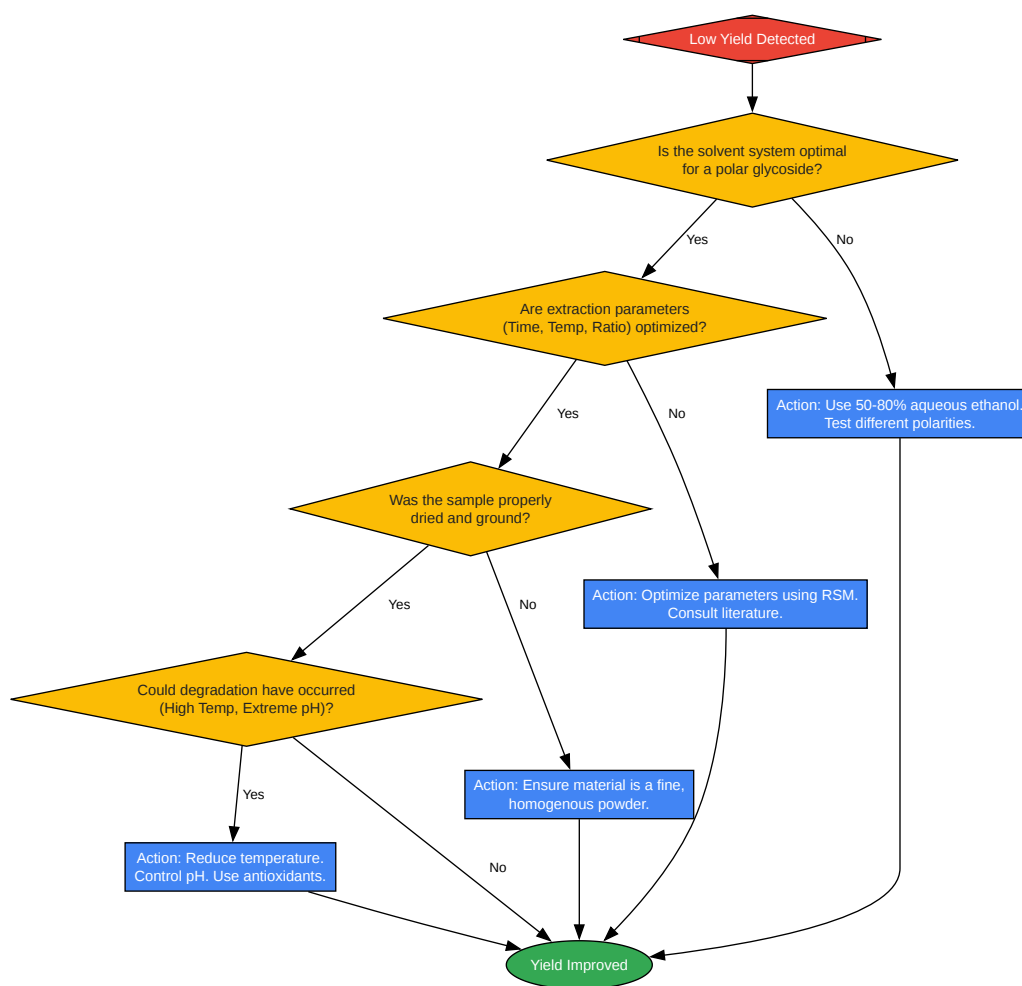 Low Yield Detected
Is the solvent system optimal
for a polar glycoside?
Yes
No
Are extraction parameters
(Time, Temp, Ratio) optimized?
Action: Use 50-80% aqueous ethanol.
Test different polarities.
Yes
No
Was the sample properly
dried and ground?
Action: Optimize parameters using RSM.
Consult literature.
Yes
No
Could degradation have occurred
(High Temp, Extreme pH)?
Action: Ensure material is a fine,
homogenous powder.
Yes
No
Action: Reduce temperature.
Control pH. Use antioxidants.
Yield Improved